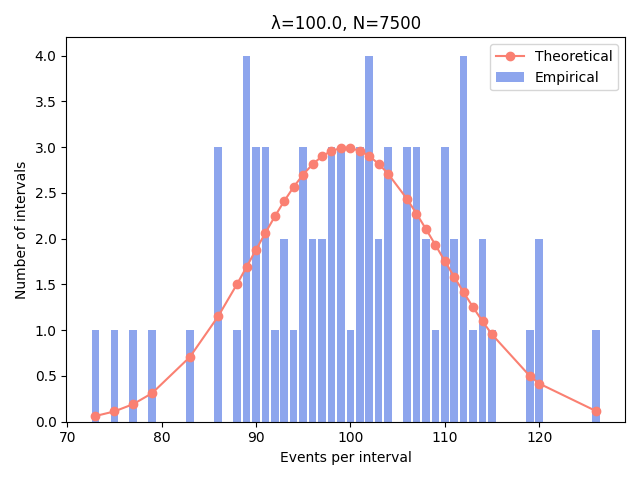 λ=100.0, N=7500
Theoretical
Empirical
Number of intervals
4.0
3.5
3.0
2.5
2.0
1.5
1.0
0.5
0.0
70 80 90 100 110 120
Events per interval